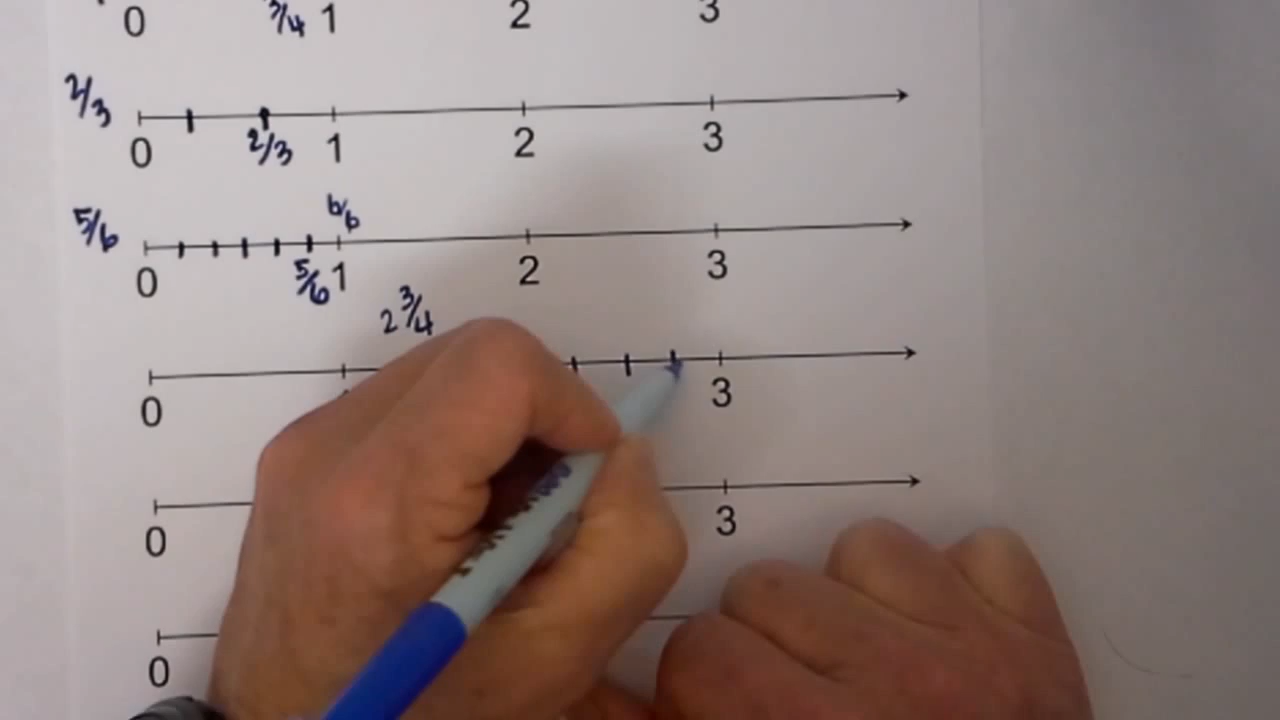 0 3/4 1 2 3
2/3
0 2/3 1 2 3
5/6 6/6
0 5/6 1 2 3
2 3/4
0 3
0 3
0